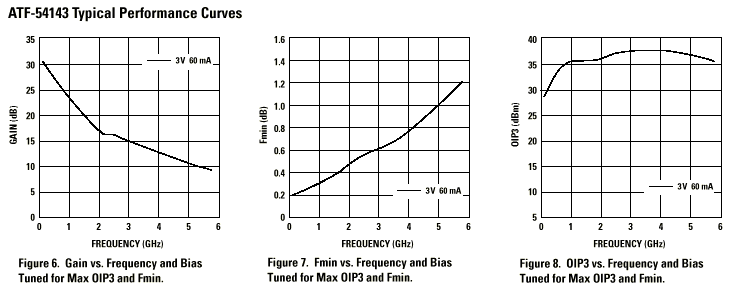 ATF-54143 Typical Performance Curves
35
30
25
20
15
10
5
0
GAIN (dB)
3V 60 mA
0 1 2 3 4 5 6
FREQUENCY (GHz)
Figure 6. Gain vs. Frequency and Bias
Tuned for Max OIP3 and Fmin.
1.6
1.4
1.2
1.0
0.8
0.6
0.4
0.2
0
Fmin (dB)
3V 60 mA
0 1 2 3 4 5 6
FREQUENCY (GHz)
Figure 7. Fmin vs. Frequency and Bias
Tuned for Max OIP3 and Fmin.
40
35
30
25
20
15
10
5
OIP3 (dBm)
3V 60 mA
0 1 2 3 4 5 6
FREQUENCY (GHz)
Figure 8. OIP3 vs. Frequency and Bias
Tuned for Max OIP3 and Fmin.